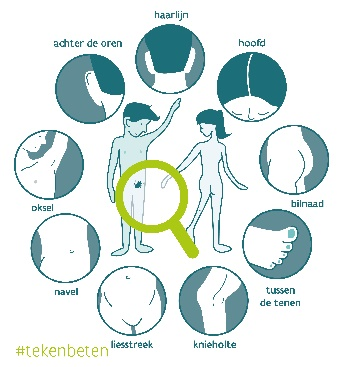 haarlijn
achter de oren
hoofd
oksel
bilnaad
navel
tussen
de tenen
liesstreek
knieholte
#tekenbeten